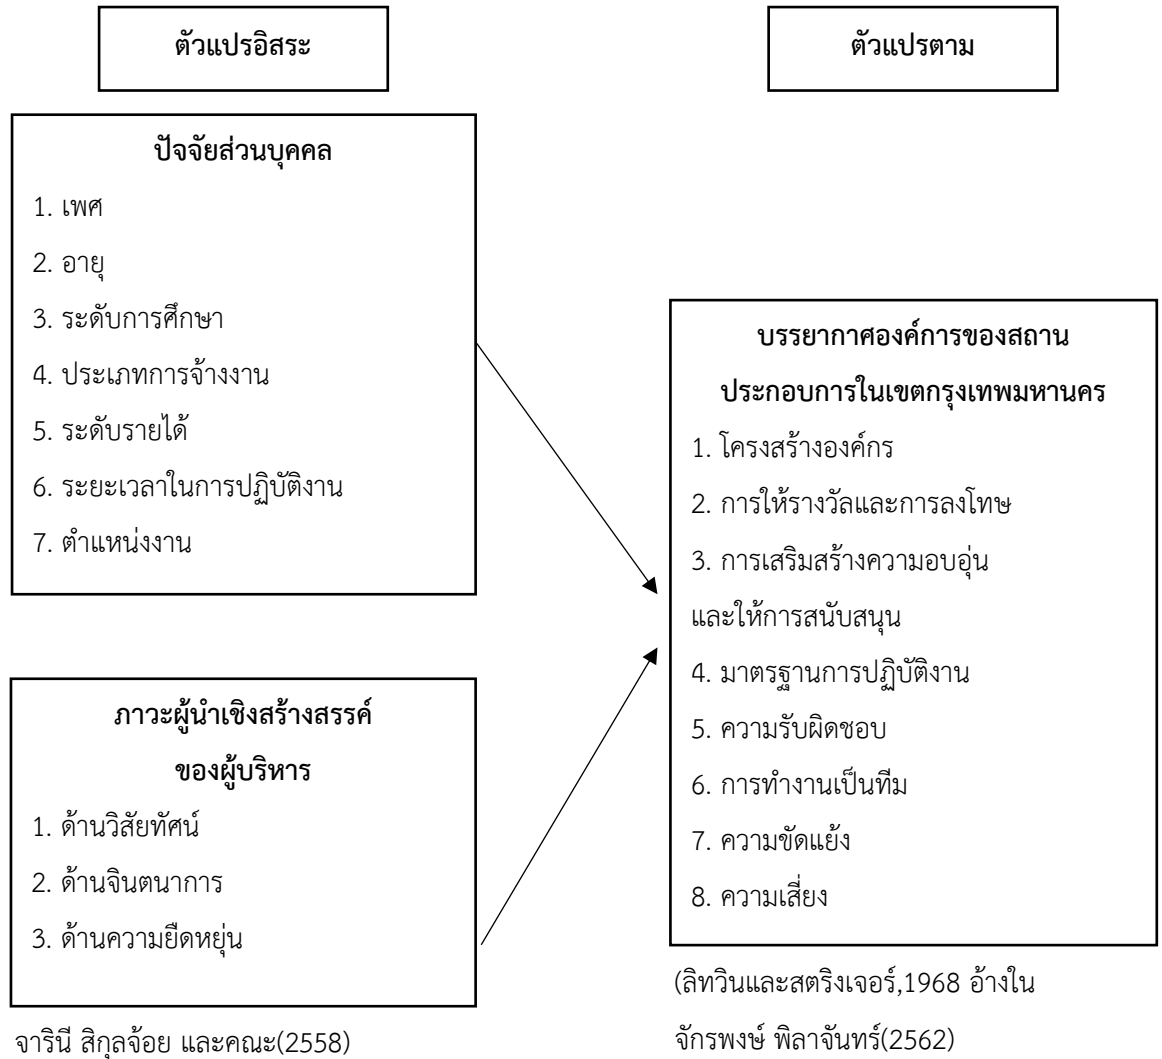 ตัวแปรอิสระ
ตัวแปรตาม
ปัจจัยส่วนบุคคล
1. เพศ
2. อายุ
3. ระดับการศึกษา
4. ประเภทการจ้างงาน
5. ระดับรายได้
6. ระยะเวลาในการปฏิบัติงาน
7. ตำแหน่งงาน
ภาวะผู้นำเชิงสร้างสรรค์
ของผู้บริหาร
1. ด้านวิสัยทัศน์
2. ด้านจินตนาการ
3. ด้านความยืดหยุ่น
จารินี สิกุลจ้อย และคณะ(2558)
บรรยากาศองค์การของสถาน
ประกอบการในเขตกรุงเทพมหานคร
1. โครงสร้างองค์กร
2. การให้รางวัลและการลงโทษ
3. การเสริมสร้างความอบอุ่น
และให้การสนับสนุน
4. มาตรฐานการปฏิบัติงาน
5. ความรับผิดชอบ
6. การทำงานเป็นทีม
7. ความขัดแย้ง
8. ความเสี่ยง
(ลิทวินและสตริงเจอร์,1968 อ้างใน
จักรพงษ์ พิลาจันทร์(2562)